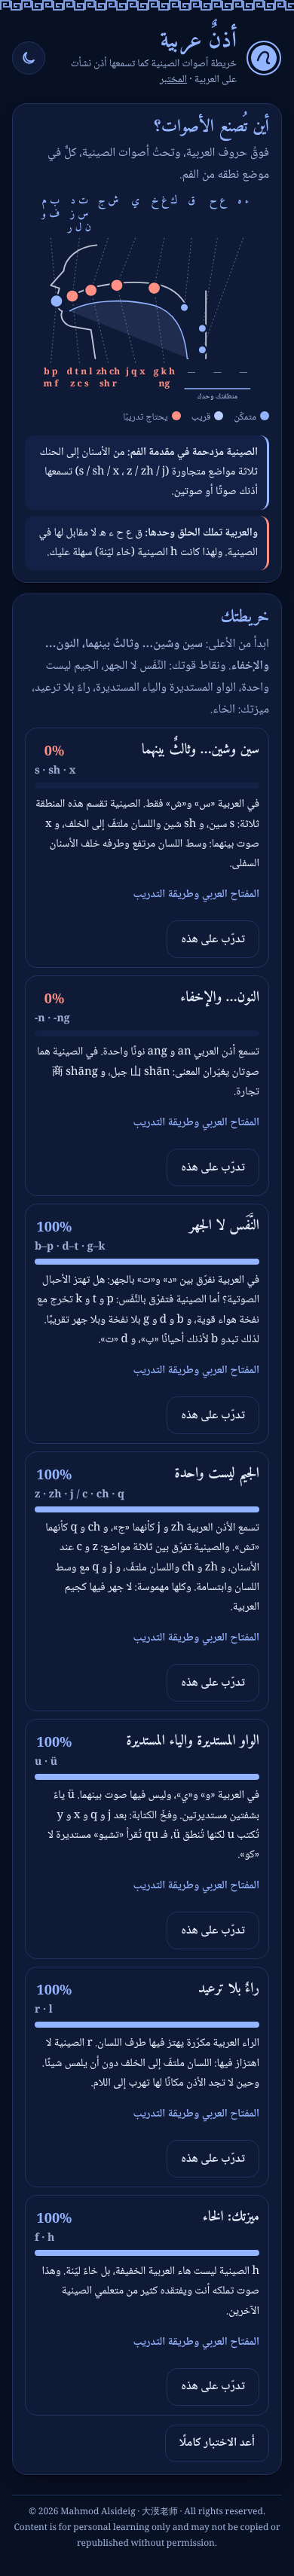 أذنٌ عربية
خريطة أصوات الصينية كما تسمعها أذن نشأت
على العربية · المختبر
أين تُصنع الأصوات؟
فوقُ حروف العربية، وتحتُ أصوات الصينية، كلٌّ في
موضع نطقه من الفم.
ء ه ع ح ق ك غ خ ي ش ج ت د ب م
س ز ف و
ن ل ر
b p d t n l zh ch j q x g k h — — —
m f z c s sh r ng
منطقتك وحدك
متمكّن قريب يحتاج تدريبًا
الصينية مزدحمة في مقدمة الفم: من الأسنان إلى الحنك
ثلاثة مواضع متجاورة (s / sh / x ، z / zh / j) تسمعها
أذنك صوتًا أو صوتين.
والعربية تملك الحلق وحدها: ق ع ح ء ه لا مقابل لها في
الصينية. ولهذا كانت h الصينية (خاء ليّنة) سهلة عليك.
خريطتك
ابدأ من الأعلى: سين وشين… وثالثٌ بينهما، النون…
والإخفاء. ونقاط قوتك: النَّفَس لا الجهر، الجيم ليست
واحدة، الواو المستديرة والياء المستديرة، راءٌ بلا ترعيد،
ميزتك: الخاء.
سين وشين… وثالثٌ بينهما
0%
s · sh · x
في العربية «س» و«ش» فقط. الصينية تقسم هذه المنطقة
ثلاثة: s سين، و sh شين واللسان ملتفّ إلى الخلف، و x
صوت بينهما: وسط اللسان مرتفع وطرفه خلف الأسنان
السفلى.
المفتاح العربي وطريقة التدريب
تدرّب على هذه
النون… والإخفاء
0%
-n · -ng
تسمع أذن العربي an و ang نونًا واحدة. في الصينية هما
صوتان يغيّران المعنى: shān 山 جبل، و shāng 商
تجارة.
المفتاح العربي وطريقة التدريب
تدرّب على هذه
النَّفَس لا الجهر
100%
b–p · d–t · g–k
في العربية نفرّق بين «د» و«ت» بالجهر: هل تهتز الأحبال
الصوتية؟ أما الصينية فتفرّق بالنَّفَس: p و t و k تخرج مع
نفخة هواء قوية، و b و d و g بلا نفخة وبلا جهر تقريبًا.
لذلك تبدو b لأذنك أحيانًا «پ»، و d «ت».
المفتاح العربي وطريقة التدريب
تدرّب على هذه
الجيم ليست واحدة
100%
z · zh · j / c · ch · q
تسمع الأذن العربية zh و j كأنهما «ج»، و ch و q كأنهما
«تش». والصينية تفرّق بين ثلاثة مواضع: z و c عند
الأسنان، و zh و ch واللسان ملتفّ، و j و q مع وسط
اللسان وابتسامة. وكلها مهموسة: لا جهر فيها كجيم
العربية.
المفتاح العربي وطريقة التدريب
تدرّب على هذه
الواو المستديرة والياء المستديرة
100%
u · ü
في العربية «و» و«ي»، وليس فيها صوت بينهما. ü ياءٌ
بشفتين مستديرتين. وفخّ الكتابة: بعد j و q و x و y
تُكتب u لكنها تُنطق ü، فـ qu تُقرأ «تشيو» مستديرة لا
«كو».
المفتاح العربي وطريقة التدريب
تدرّب على هذه
راءٌ بلا ترعيد
100%
r · l
الراء العربية مكرّرة يهتز فيها طرف اللسان. r الصينية لا
اهتزاز فيها: اللسان ملتفّ إلى الخلف دون أن يلمس شيئًا.
وحين لا تجد الأذن مكانًا لها تهرب إلى اللام.
المفتاح العربي وطريقة التدريب
تدرّب على هذه
ميزتك: الخاء
100%
f · h
h الصينية ليست هاء العربية الخفيفة، بل خاءٌ ليّنة. وهذا
صوت تملكه أنت ويفتقده كثير من متعلمي الصينية
الآخرين.
المفتاح العربي وطريقة التدريب
تدرّب على هذه
أعد الاختبار كاملًا
© 2026 Mahmod Alsideig · 大漠老师 · All rights reserved.
Content is for personal learning only and may not be copied or
republished without permission.